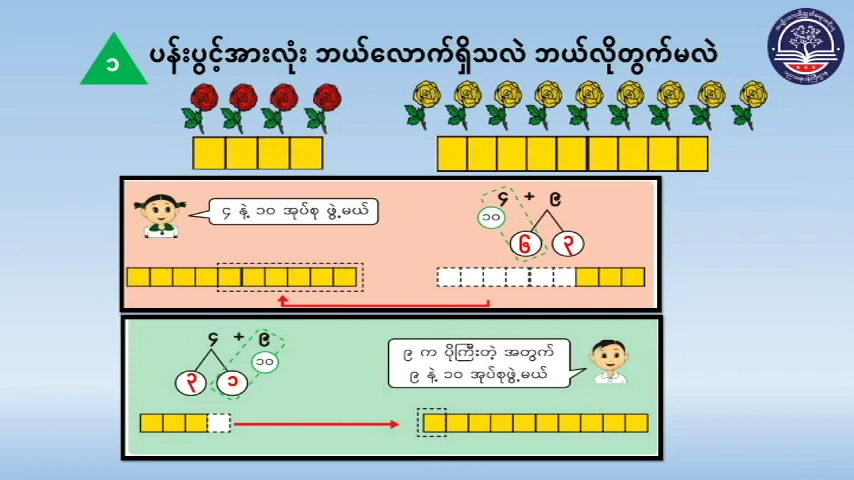 ၁
ပန်းပွင့်အားလုံး ဘယ်လောက်ရှိသလဲ ဘယ်လိုတွက်မလဲ
၄ နဲ့ ၁၀ အုပ်စု ဖွဲ့မယ်
၄ + ၉
၁၀
၆ ၃
၄ + ၉
၁၀
၃ ၁
၉ က ပိုကြီးတဲ့ အတွက်
၉ နဲ့ ၁၀ အုပ်စုဖွဲ့မယ်